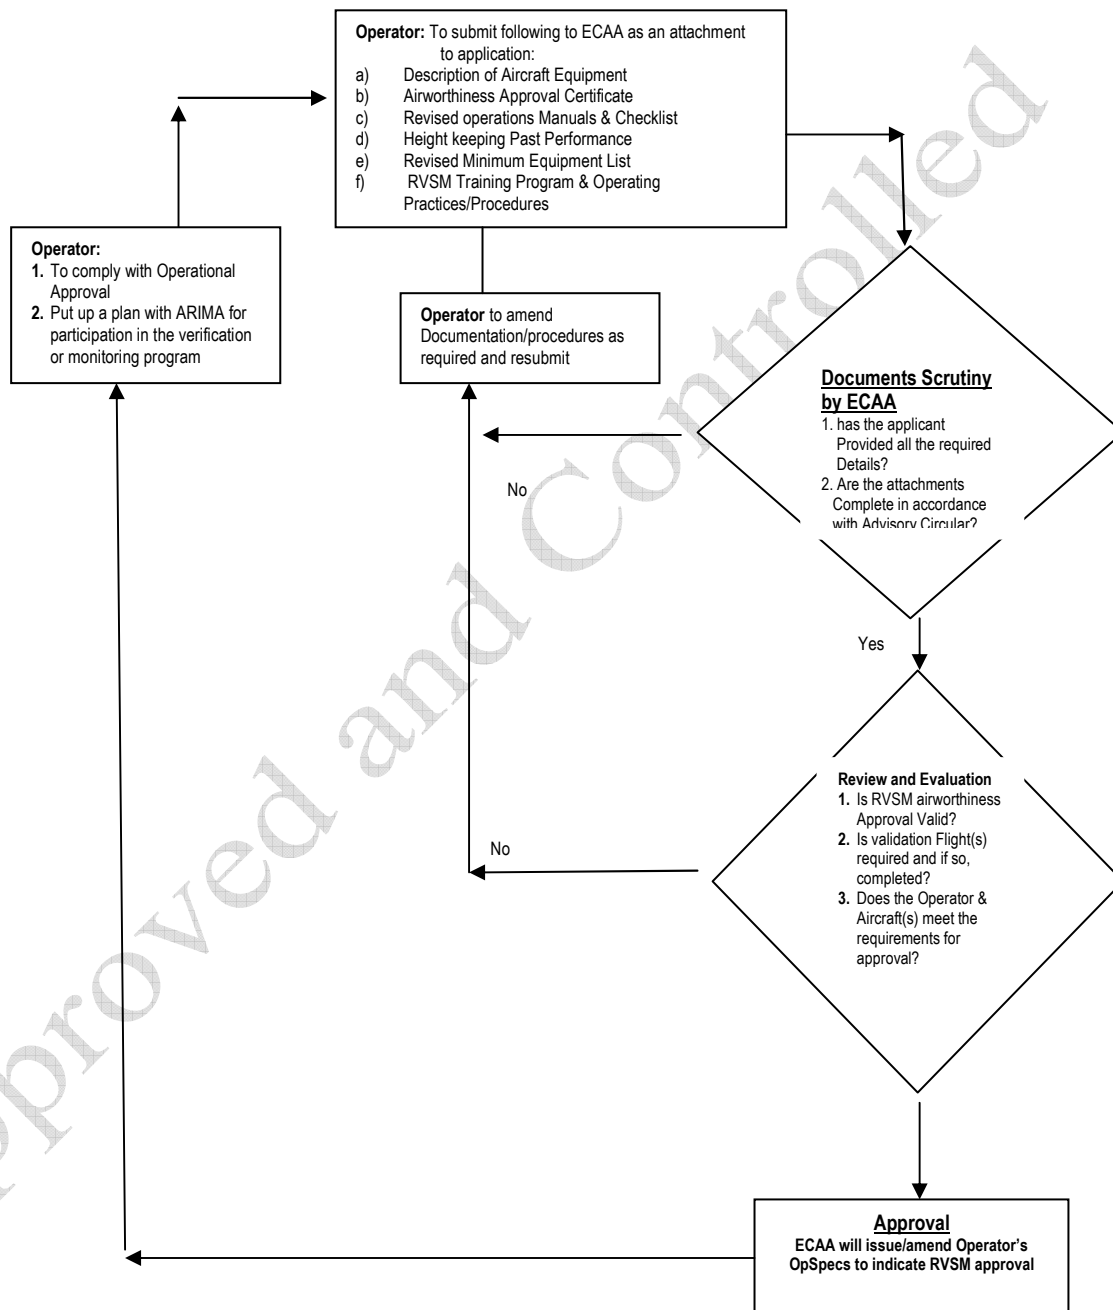 Operator: To submit following to ECAA as an attachment
to application:
a) Description of Aircraft Equipment
b) Airworthiness Approval Certificate
c) Revised operations Manuals & Checklist
d) Height keeping Past Performance
e) Revised Minimum Equipment List
f) RVSM Training Program & Operating
Practices/Procedures
Operator:
1. To comply with Operational
Approval
2. Put up a plan with ARIMA for
participation in the verification
or monitoring program
Operator to amend
Documentation/procedures as
required and resubmit
Documents Scrutiny
by ECAA
1. has the applicant
Provided all the required
Details?
2. Are the attachments
Complete in accordance
with Advisory Circular?
No
Yes
Review and Evaluation
1. Is RVSM airworthiness
Approval Valid?
2. Is validation Flight(s)
required and if so,
completed?
3. Does the Operator &
Aircraft(s) meet the
requirements for
approval?
No
Approval
ECAA will issue/amend Operator's
OpSpecs to indicate RVSM approval
pproved and Controlled